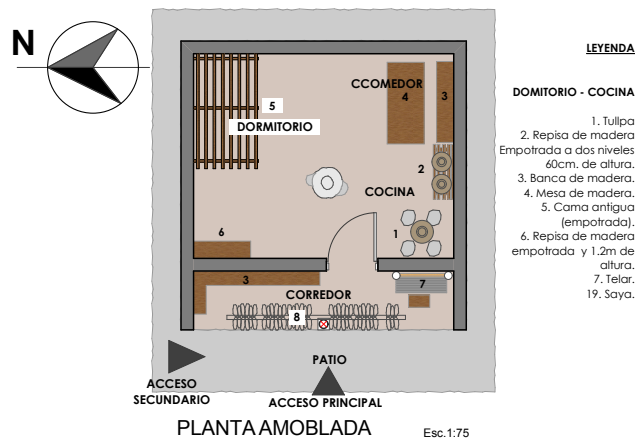 N
LEYENDA
DOMITORIO - COCINA
1. Tullpa
2. Repisa de madera
Empotrada a dos niveles
60cm. de altura.
3. Banca de madera.
4. Mesa de madera.
5. Cama antigua
(empotrada).
6. Repisa de madera
empotrada y 1.2m de
altura.
7. Telar.
19. Saya.
CCOMEDOR
4
3
5
DORMITORIO
2
COCINA
1
6
3
7
CORREDOR
8
PATIO
ACCESO
SECUNDARIO
ACCESO PRINCIPAL
PLANTA AMOBLADA
Esc.1:75